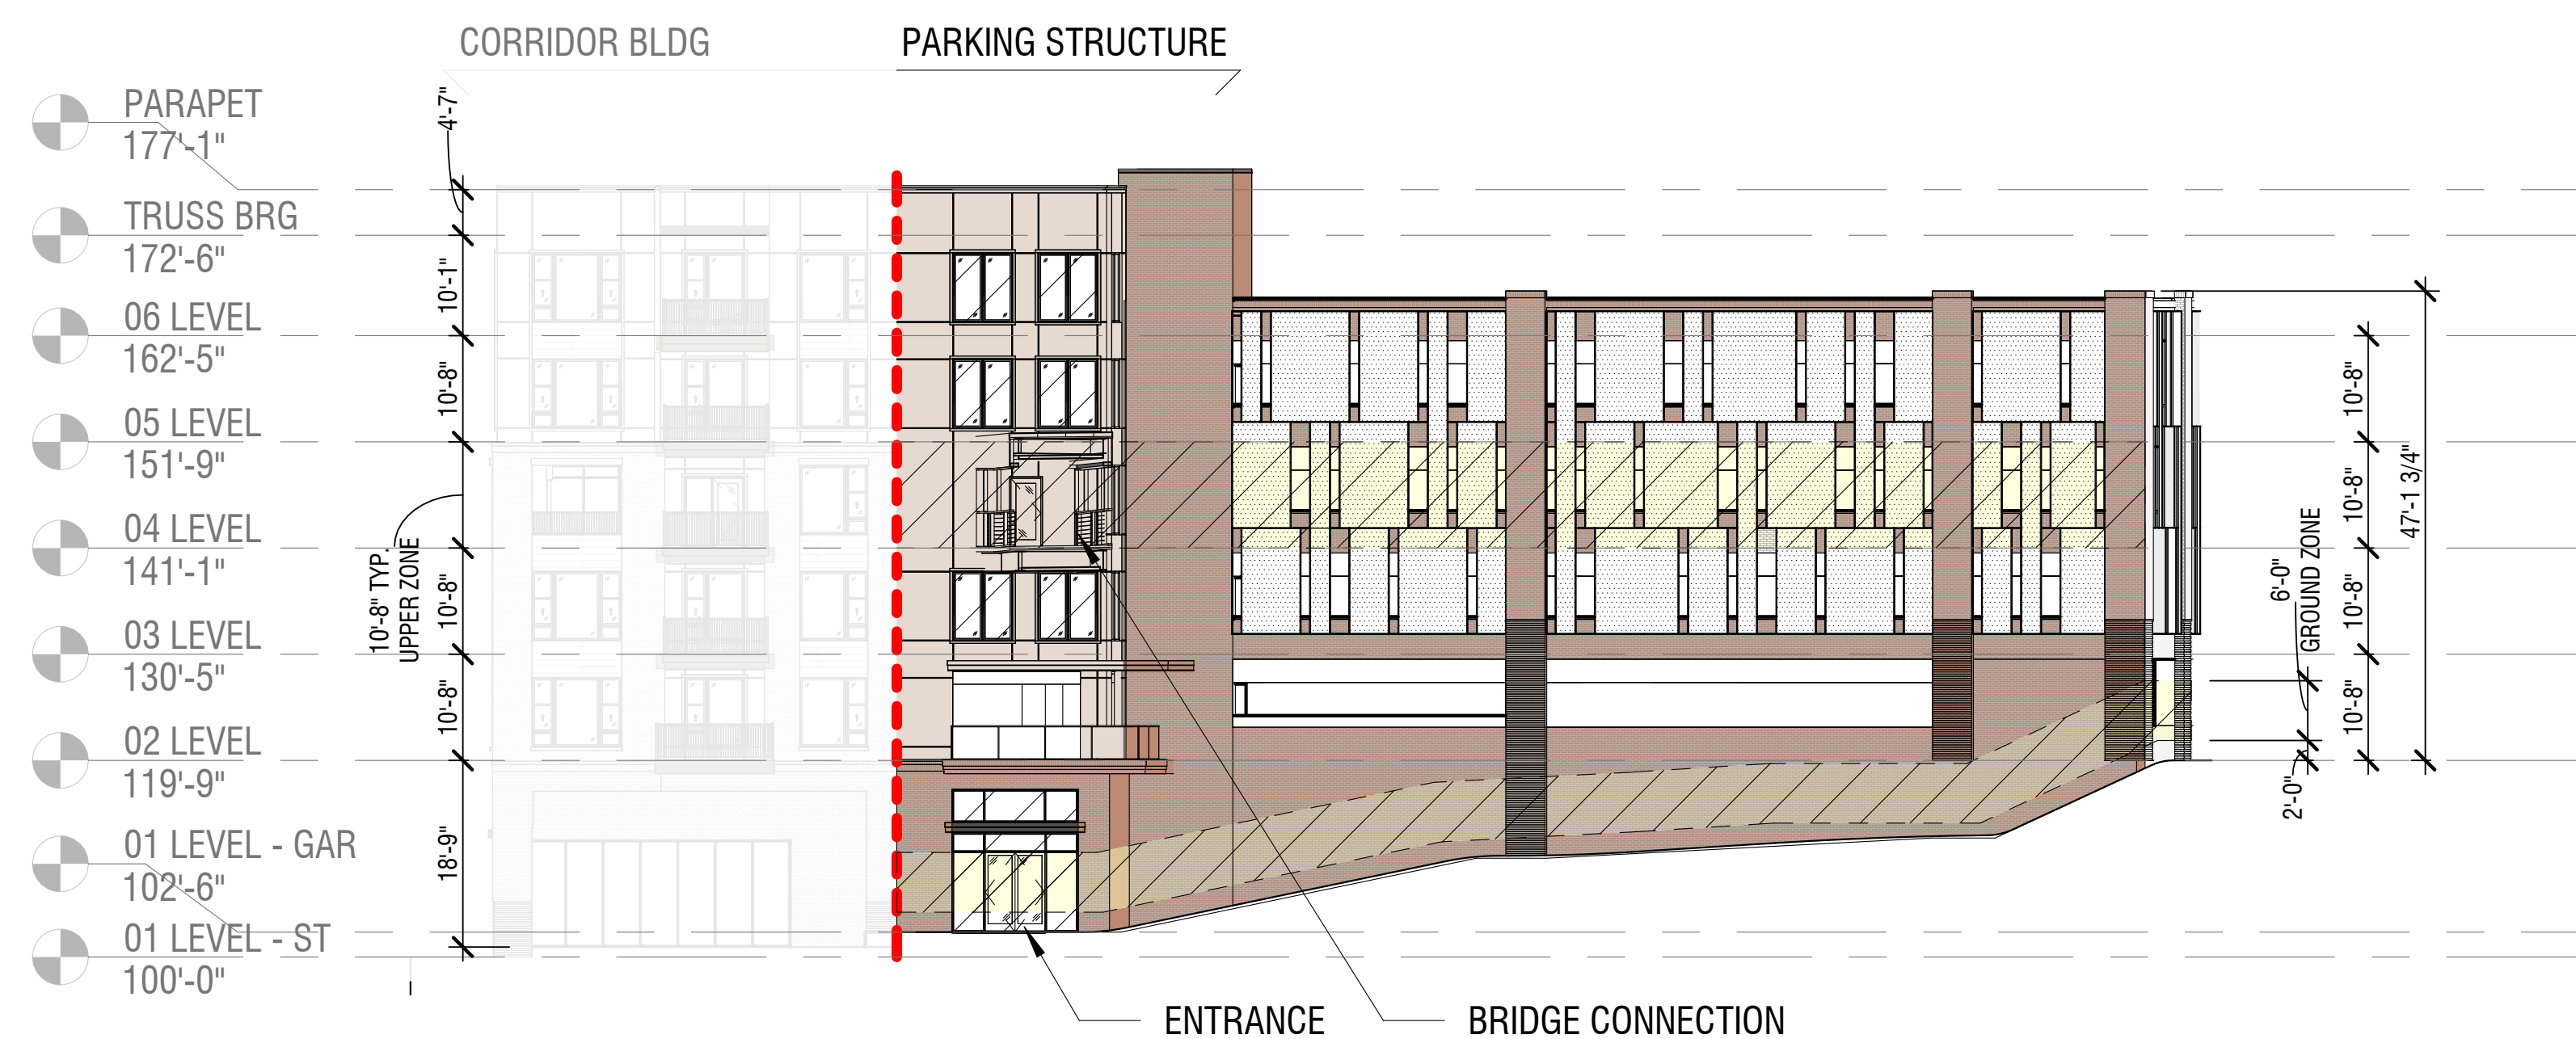 CORRIDOR BLDG
PARKING STRUCTURE
PARAPET
177'-1"
TRUSS BRG
172'-6"
06 LEVEL
162'-5"
05 LEVEL
151'-9"
04 LEVEL
141'-1"
03 LEVEL
130'-5"
02 LEVEL
119'-9"
01 LEVEL - GAR
102'-6"
01 LEVEL - ST
100'-0"
4'-7"
10'-1"
10'-8"
10'-8" TYP.
UPPER ZONE
10'-8"
10'-8"
18'-9"
10'-8"
10'-8"
10'-8"
10'-8"
47'-1 3/4"
6'-0"
GROUND ZONE
2'-0"
ENTRANCE
BRIDGE CONNECTION